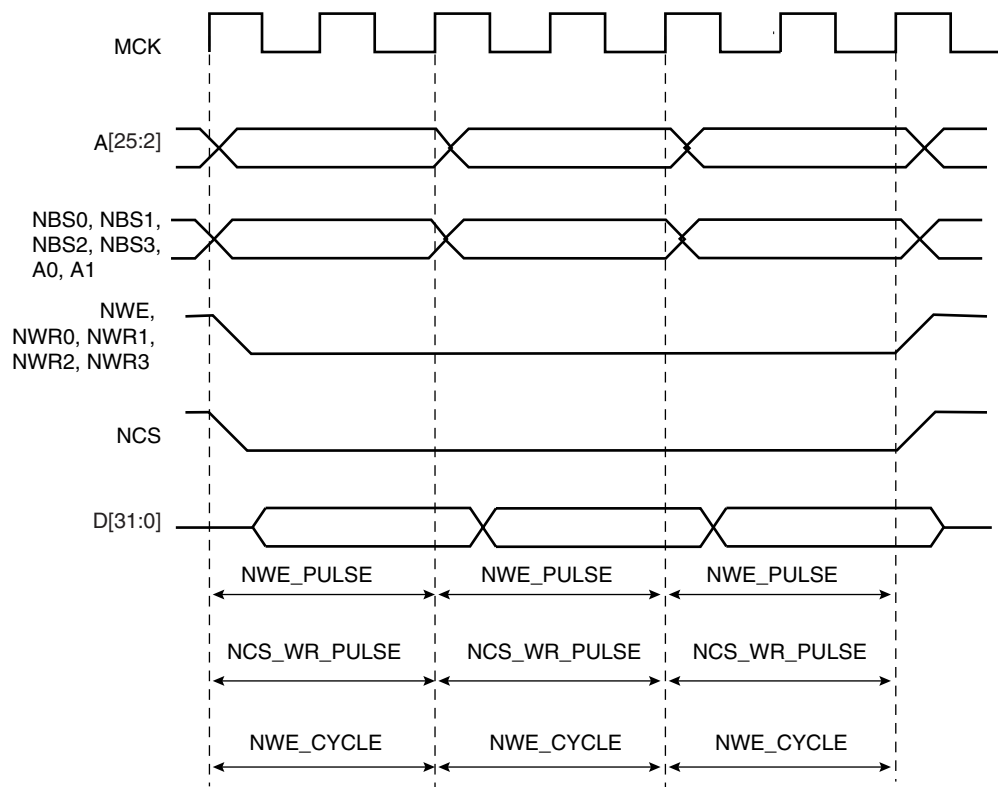 MCK
A[25:2]
NBS0, NBS1,
NBS2, NBS3,
A0, A1
NWE,
NWR0, NWR1,
NWR2, NWR3
NCS
D[31:0]
NWE_PULSE NWE_PULSE NWE_PULSE
NCS_WR_PULSE NCS_WR_PULSE NCS_WR_PULSE
NWE_CYCLE NWE_CYCLE NWE_CYCLE